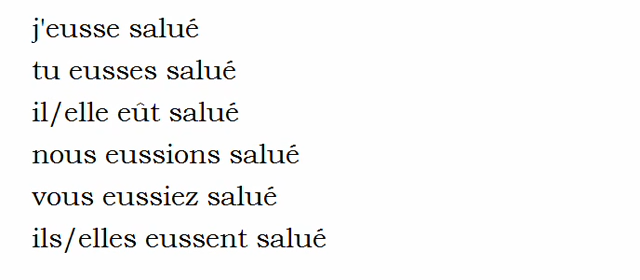 j'eusse salué
tu eusses salué
il/elle eût salué
nous eussions salué
vous eussiez salué
ils/elles eussent salué